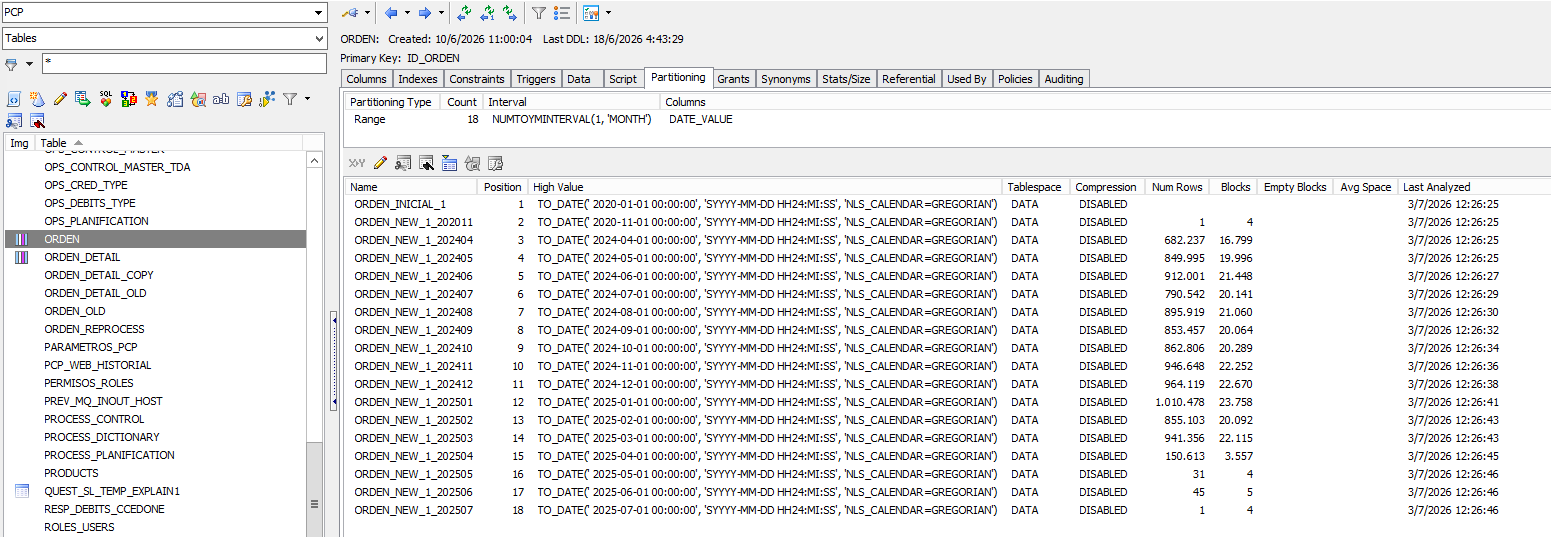 PCP
Tables
*
SQL
a-b
Img Table
OPS_CONTROL_MASTER
OPS_CONTROL_MASTER_TDA
OPS_CRED_TYPE
OPS_DEBITS_TYPE
OPS_PLANIFICATION
ORDEN
ORDEN_DETAIL
ORDEN_DETAIL_COPY
ORDEN_DETAIL_OLD
ORDEN_OLD
ORDEN_REPROCESS
PARAMETROS_PCP
PCP_WEB_HISTORIAL
PERMISOS_ROLES
PREV_MQ_INOUT_HOST
PROCESS_CONTROL
PROCESS_DICTIONARY
PROCESS_PLANIFICATION
PRODUCTS
QUEST_SL_TEMP_EXPLAIN1
RESP_DEBITS_CCEDONE
ROLES_USERS
ORDEN: Created: 10/6/2026 11:00:04 Last DDL: 18/6/2026 4:43:29
Primary Key: ID_ORDEN
Columns Indexes Constraints Triggers Data Script Partitioning Grants Synonyms Stats/Size Referential Used By Policies Auditing
Partitioning Type Count Interval Columns
Range 18 NUMTOYMINTERVAL(1, 'MONTH') DATE_VALUE
X=Y
Name Position High Value Tablespace Compression Num Rows Blocks Empty Blocks Avg Space Last Analyzed
ORDEN_INICIAL_1 1 TO_DATE(' 2020-01-01 00:00:00', 'SYYYY-MM-DD HH24:MI:SS', 'NLS_CALENDAR=GREGORIAN') DATA DISABLED 3/7/2026 12:26:25
ORDEN_NEW_1_202011 2 TO_DATE(' 2020-11-01 00:00:00', 'SYYYY-MM-DD HH24:MI:SS', 'NLS_CALENDAR=GREGORIAN') DATA DISABLED 1 4 3/7/2026 12:26:25
ORDEN_NEW_1_202404 3 TO_DATE(' 2024-04-01 00:00:00', 'SYYYY-MM-DD HH24:MI:SS', 'NLS_CALENDAR=GREGORIAN') DATA DISABLED 682.237 16.799 3/7/2026 12:26:25
ORDEN_NEW_1_202405 4 TO_DATE(' 2024-05-01 00:00:00', 'SYYYY-MM-DD HH24:MI:SS', 'NLS_CALENDAR=GREGORIAN') DATA DISABLED 849.995 19.996 3/7/2026 12:26:25
ORDEN_NEW_1_202406 5 TO_DATE(' 2024-06-01 00:00:00', 'SYYYY-MM-DD HH24:MI:SS', 'NLS_CALENDAR=GREGORIAN') DATA DISABLED 912.001 21.448 3/7/2026 12:26:27
ORDEN_NEW_1_202407 6 TO_DATE(' 2024-07-01 00:00:00', 'SYYYY-MM-DD HH24:MI:SS', 'NLS_CALENDAR=GREGORIAN') DATA DISABLED 790.542 20.141 3/7/2026 12:26:29
ORDEN_NEW_1_202408 7 TO_DATE(' 2024-08-01 00:00:00', 'SYYYY-MM-DD HH24:MI:SS', 'NLS_CALENDAR=GREGORIAN') DATA DISABLED 895.919 21.060 3/7/2026 12:26:30
ORDEN_NEW_1_202409 8 TO_DATE(' 2024-09-01 00:00:00', 'SYYYY-MM-DD HH24:MI:SS', 'NLS_CALENDAR=GREGORIAN') DATA DISABLED 853.457 20.064 3/7/2026 12:26:32
ORDEN_NEW_1_202410 9 TO_DATE(' 2024-10-01 00:00:00', 'SYYYY-MM-DD HH24:MI:SS', 'NLS_CALENDAR=GREGORIAN') DATA DISABLED 862.806 20.289 3/7/2026 12:26:34
ORDEN_NEW_1_202411 10 TO_DATE(' 2024-11-01 00:00:00', 'SYYYY-MM-DD HH24:MI:SS', 'NLS_CALENDAR=GREGORIAN') DATA DISABLED 946.648 22.252 3/7/2026 12:26:36
ORDEN_NEW_1_202412 11 TO_DATE(' 2024-12-01 00:00:00', 'SYYYY-MM-DD HH24:MI:SS', 'NLS_CALENDAR=GREGORIAN') DATA DISABLED 964.119 22.670 3/7/2026 12:26:38
ORDEN_NEW_1_202501 12 TO_DATE(' 2025-01-01 00:00:00', 'SYYYY-MM-DD HH24:MI:SS', 'NLS_CALENDAR=GREGORIAN') DATA DISABLED 1.010.478 23.758 3/7/2026 12:26:41
ORDEN_NEW_1_202502 13 TO_DATE(' 2025-02-01 00:00:00', 'SYYYY-MM-DD HH24:MI:SS', 'NLS_CALENDAR=GREGORIAN') DATA DISABLED 855.103 20.092 3/7/2026 12:26:43
ORDEN_NEW_1_202503 14 TO_DATE(' 2025-03-01 00:00:00', 'SYYYY-MM-DD HH24:MI:SS', 'NLS_CALENDAR=GREGORIAN') DATA DISABLED 941.356 22.115 3/7/2026 12:26:43
ORDEN_NEW_1_202504 15 TO_DATE(' 2025-04-01 00:00:00', 'SYYYY-MM-DD HH24:MI:SS', 'NLS_CALENDAR=GREGORIAN') DATA DISABLED 150.613 3.557 3/7/2026 12:26:45
ORDEN_NEW_1_202505 16 TO_DATE(' 2025-05-01 00:00:00', 'SYYYY-MM-DD HH24:MI:SS', 'NLS_CALENDAR=GREGORIAN') DATA DISABLED 31 4 3/7/2026 12:26:46
ORDEN_NEW_1_202506 17 TO_DATE(' 2025-06-01 00:00:00', 'SYYYY-MM-DD HH24:MI:SS', 'NLS_CALENDAR=GREGORIAN') DATA DISABLED 45 5 3/7/2026 12:26:46
ORDEN_NEW_1_202507 18 TO_DATE(' 2025-07-01 00:00:00', 'SYYYY-MM-DD HH24:MI:SS', 'NLS_CALENDAR=GREGORIAN') DATA DISABLED 1 4 3/7/2026 12:26:46